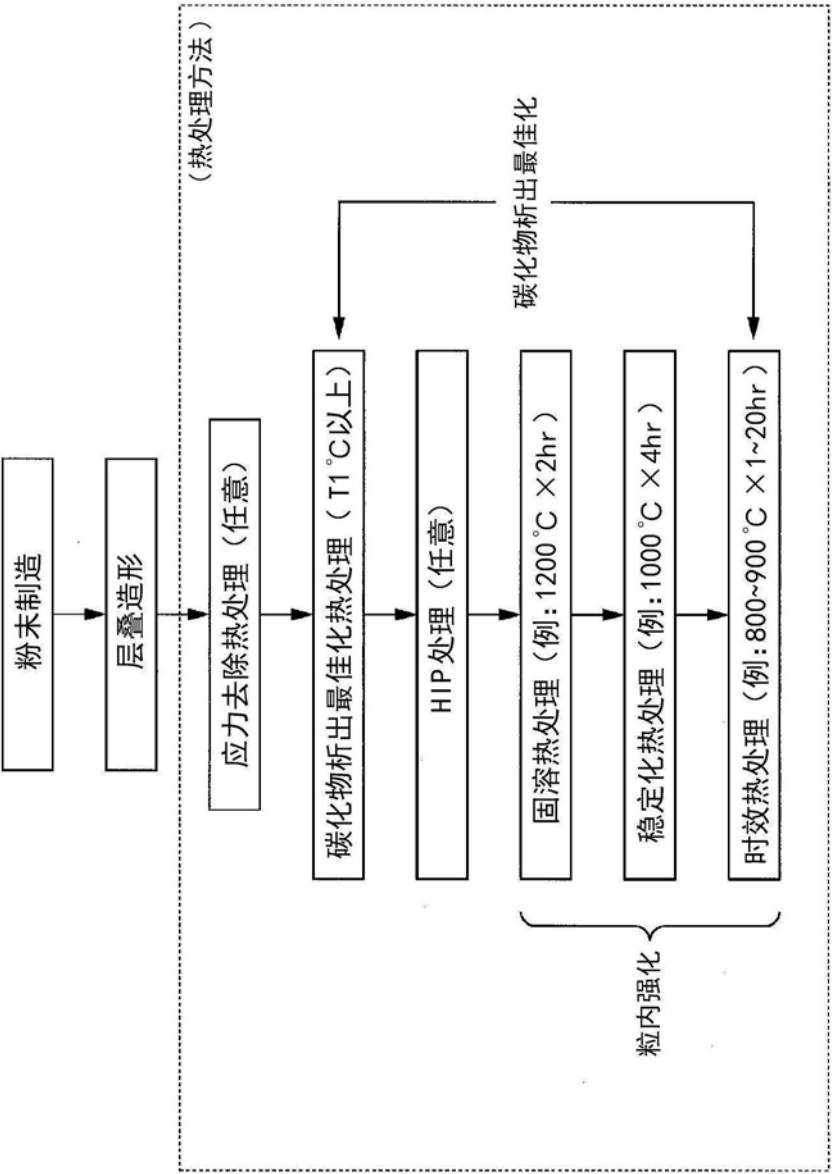 粉末制造
层叠造形
(热处理方法)
应力去除热处理(任意)
碳化物析出最佳化热处理(T1℃以上)
HIP处理(任意)
固溶热处理(例:1200℃×2hr)
稳定化热处理(例:1000℃×4hr)
时效热处理(例:800~900℃×1~20hr)
碳化物析出最佳化
粒内强化